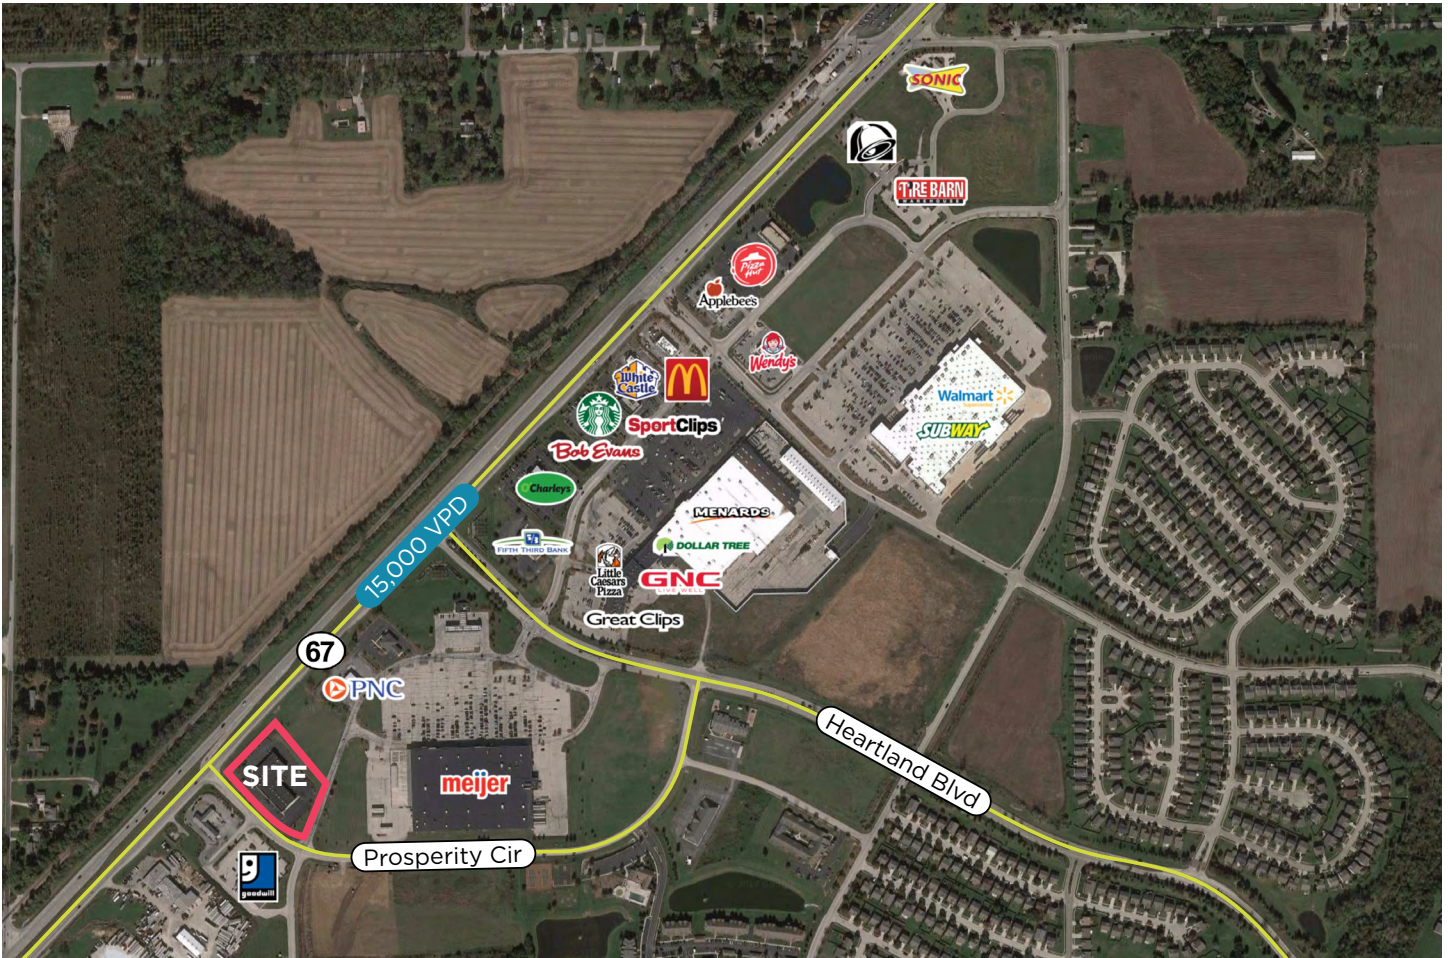 SONIC
TIRE BARN
WAREHOUSE
Pizza
Hut
Applebee's
Wendy's
White
Castle
SportClips
Bob Evans
Charleys
FIFTH THIRD BANK
Walmart
Supercenter
SUBWAY
MENARDS
DOLLAR TREE
Little
Caesars
Pizza
GNC
LIVE WELL
Great Clips
15,000 VPD
67
PNC
SITE
meijer
Heartland Blvd
Prosperity Cir
goodwill